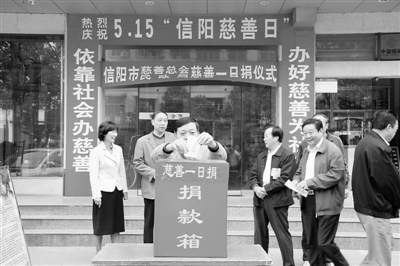 热烈
庆祝 5.15“信阳慈善日”
信阳市慈善总会慈善一日捐仪式
依靠社会办慈善
办好慈善为社
慈善一日捐
捐款箱